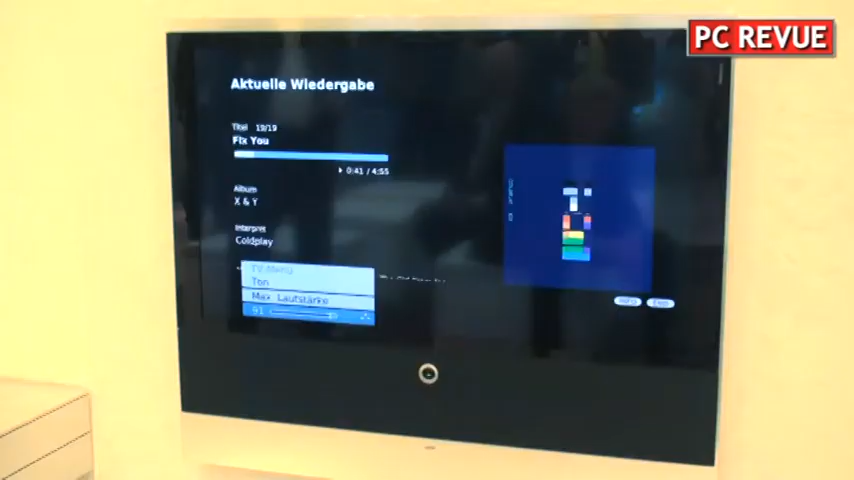 PC REVUE
Aktuelle Wiedergabe
Titel 19/19
Fix You
0:41 / 4:55
Album
X & Y
Interpret
Coldplay
TV-Menü
Ton
Max. Lautstärke
91